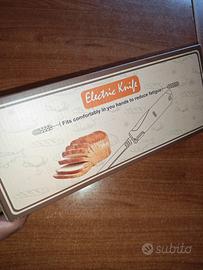 Electric Knife
Fits comfortably in you hands to reduce fatigue
subito